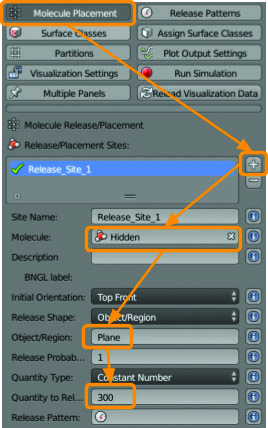 Molecule Placement
Release Patterns
Surface Classes
Assign Surface Classes
Partitions
Plot Output Settings
Visualization Settings
Run Simulation
Multiple Panels
Reload Visualization Data
Molecule Release/Placement
Release/Placement Sites:
Release_Site_1
Site Name: Release_Site_1
Molecule: Hidden
Description
BNGL label:
Initial Orientation: Top Front
Release Shape: Object/Region
Object/Region: Plane
Release Probab... 1
Quantity Type: Constant Number
Quantity to Rel... 300
Release Pattern: